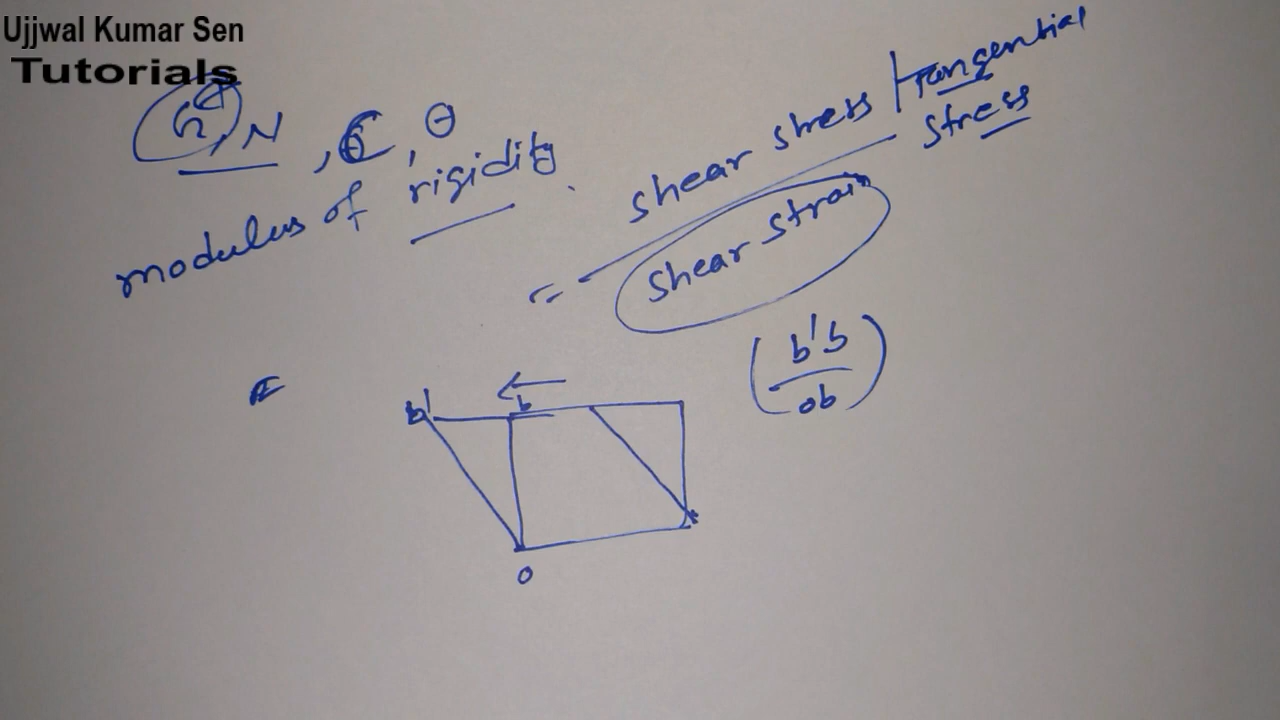 Ujjwal Kumar Sen
Tutorials
G, N, C, θ
modulus of rigidity
= shear stress / tangential stress
shear strain
(b'b
ob)
b' b
o